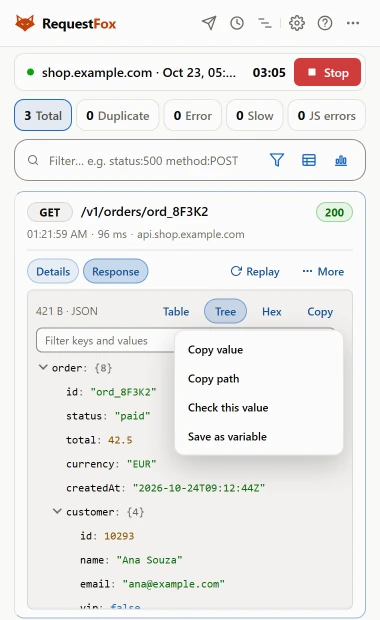 RequestFox
shop.example.com · Oct 23, 05:... 03:05 Stop
3 Total 0 Duplicate 0 Error 0 Slow 0 JS errors
Filter... e.g. status:500 method:POST
GET /v1/orders/ord_8F3K2 200
01:21:59 AM · 96 ms · api.shop.example.com
Details Response Replay ··· More
421 B · JSON Table Tree Hex Copy
Filter keys and values
Copy value
Copy path
Check this value
Save as variable
order: {8}
id: "ord_8F3K2"
status: "paid"
total: 42.5
currency: "EUR"
createdAt: "2026-10-24T09:12:44Z"
customer: {4}
id: 10293
name: "Ana Souza"
email: "ana@example.com"
vip: false